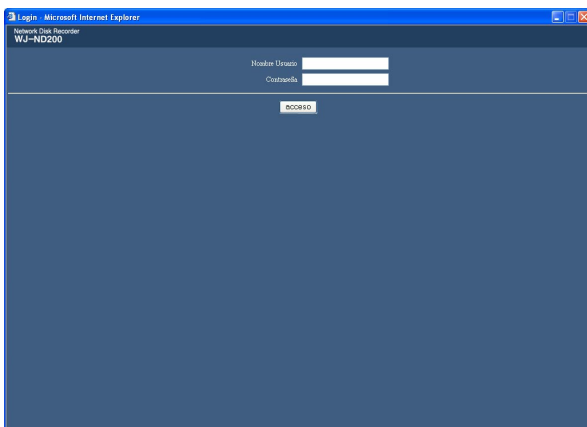 Login - Microsoft Internet Explorer
Network Disk Recorder
WJ-ND200
Nombre Usuario
Contraseña
acceso